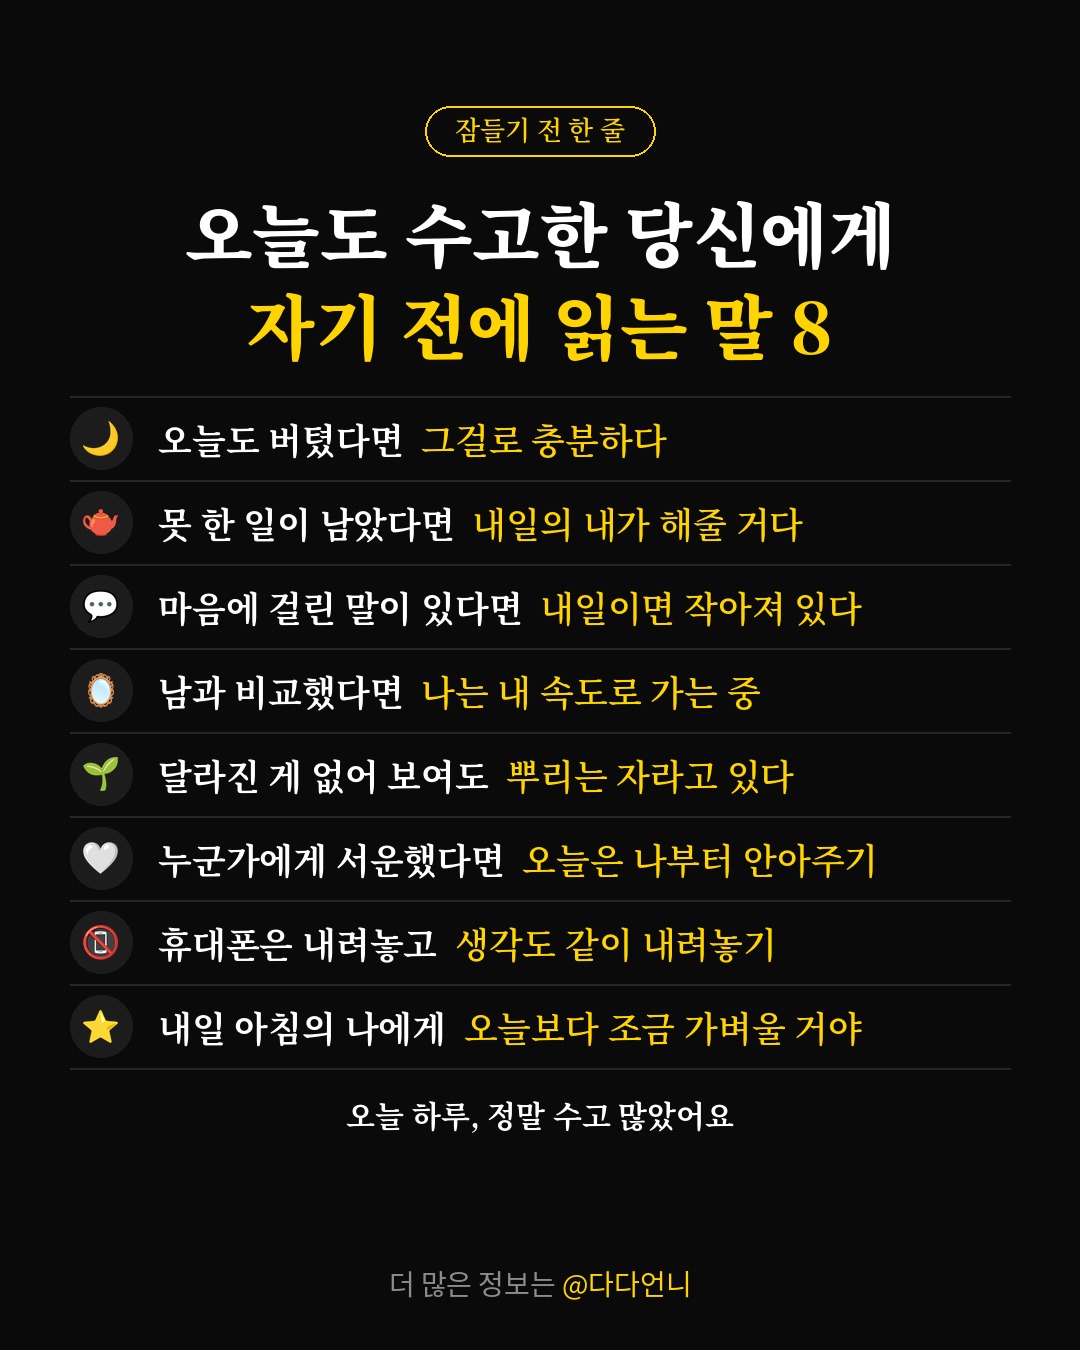 잠들기 전 한 줄
오늘도 수고한 당신에게
자기 전에 읽는 말 8
오늘도 버텼다면 그걸로 충분하다
못 한 일이 남았다면 내일의 내가 해줄 거다
마음에 걸린 말이 있다면 내일이면 작아져 있다
남과 비교했다면 나는 내 속도로 가는 중
달라진 게 없어 보여도 뿌리는 자라고 있다
누군가에게 서운했다면 오늘은 나부터 안아주기
휴대폰은 내려놓고 생각도 같이 내려놓기
내일 아침의 나에게 오늘보다 조금 가벼울 거야
오늘 하루, 정말 수고 많았어요
더 많은 정보는 @다다언니